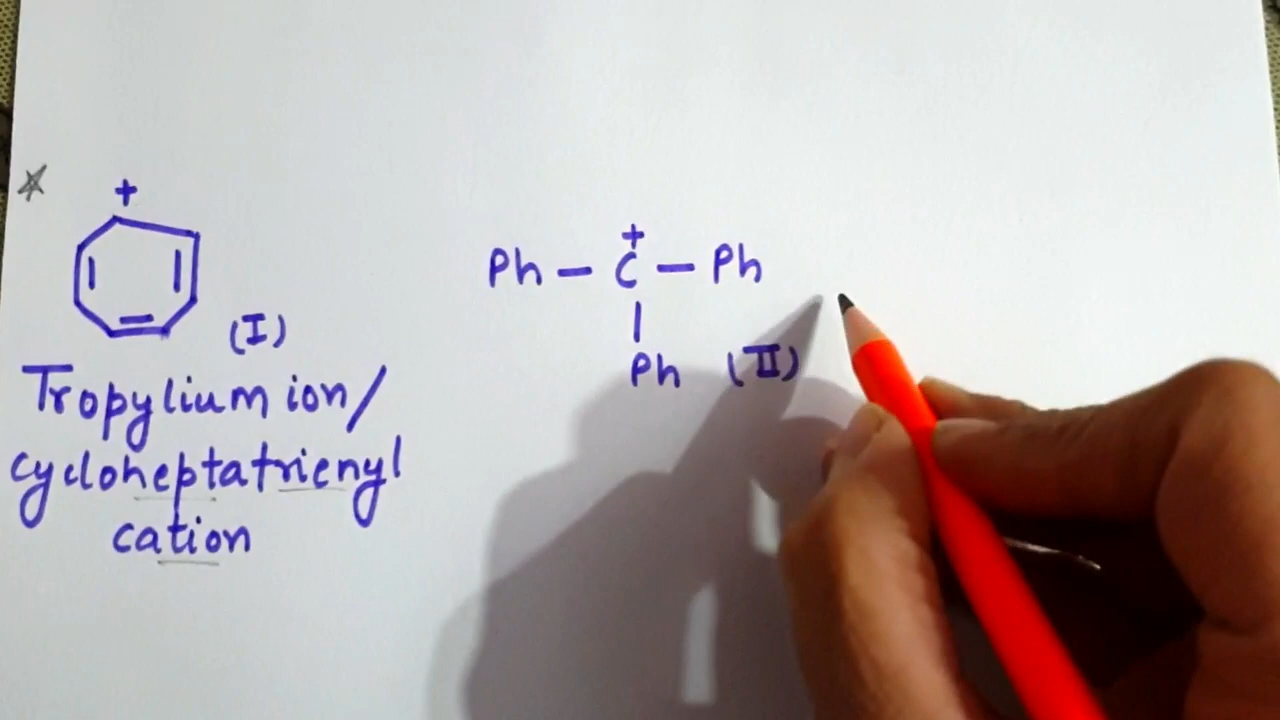 +
(I)
Tropylium ion/
cycloheptatrienyl
cation
+
Ph – C – Ph
|
Ph (II)